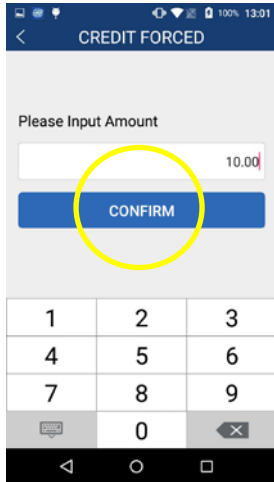 100% 13:01
CREDIT FORCED
Please Input Amount
10.00
CONFIRM
1 2 3
4 5 6
7 8 9
0